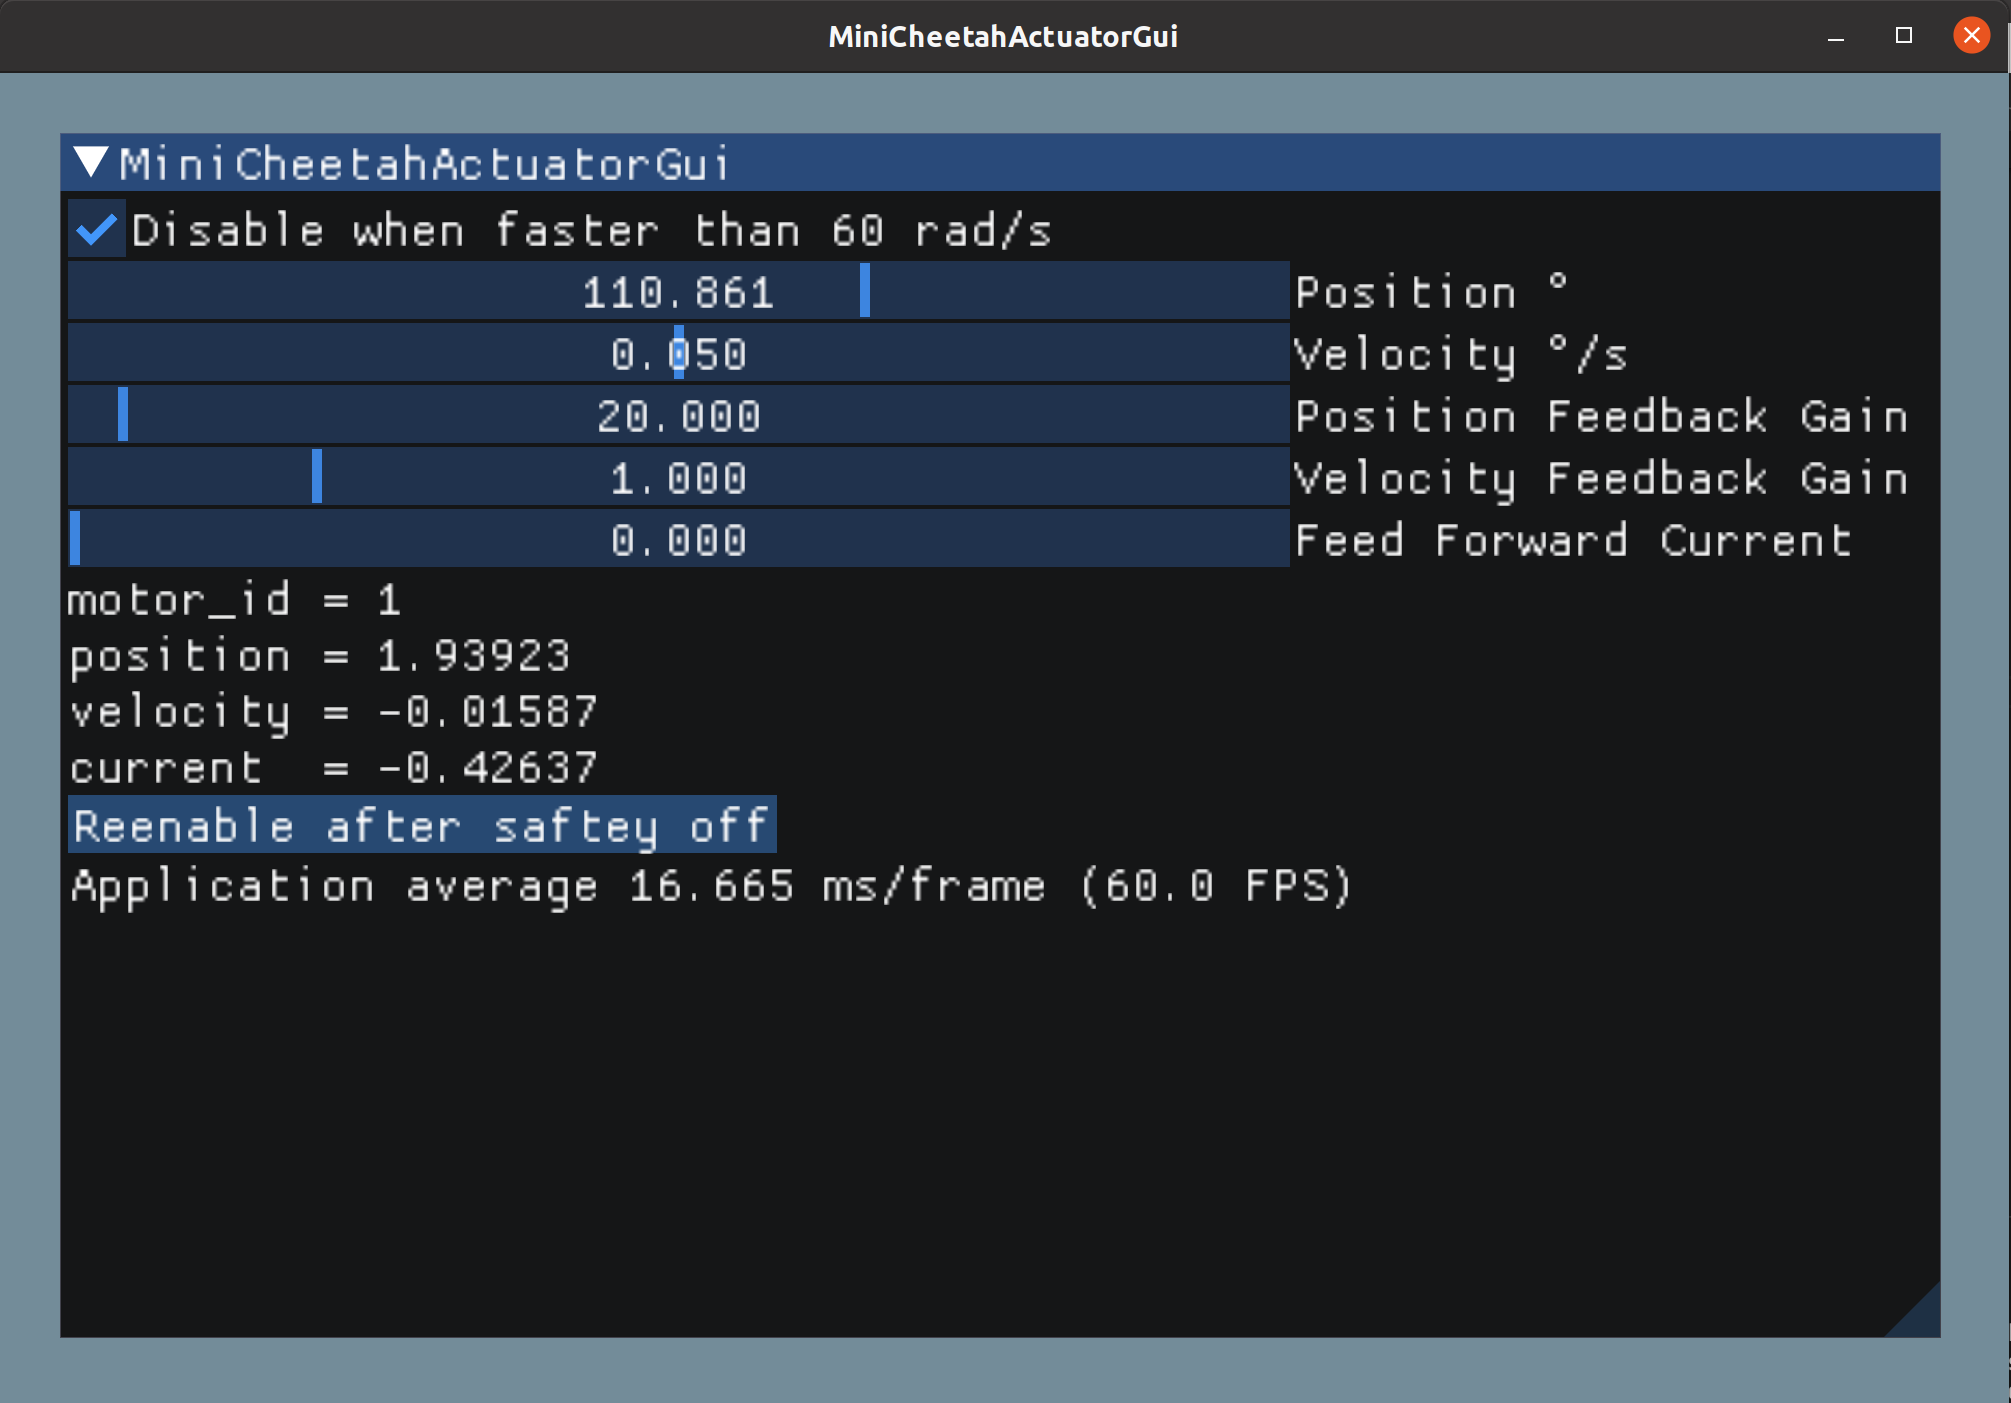 MiniCheetahActuatorGui
MiniCheetahActuatorGui
Disable when faster than 60 rad/s
110.861 Position °
0.050 Velocity °/s
20.000 Position Feedback Gain
1.000 Velocity Feedback Gain
0.000 Feed Forward Current
motor_id = 1
position = 1.93923
velocity = -0.01587
current  = -0.42637
Reenable after saftey off
Application average 16.665 ms/frame (60.0 FPS)